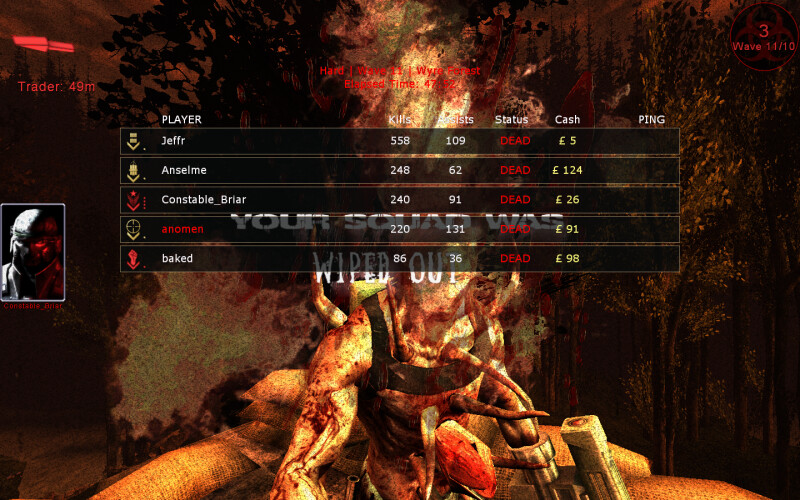 3
Wave 11/10
Trader: 49m
Hard | Wave 11 | Wyre Forest
Elapsed Time: 47:52
PLAYER Kills Assists Status Cash PING
Jeffr 558 109 DEAD £ 5
Anselme 248 62 DEAD £ 124
Constable_Briar 240 91 DEAD £ 26
YOUR SQUAD WAS
anomen 220 131 DEAD £ 91
baked 86 36 DEAD £ 98
WIPED OUT
Constable_Briar